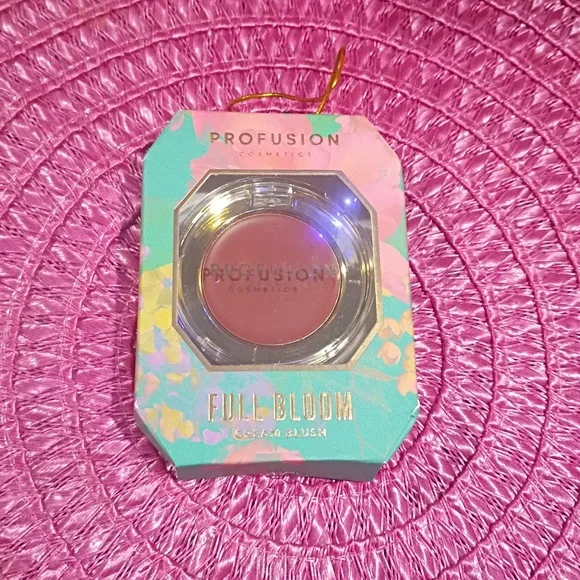 PROFUSION
COSMETICS
PROFUSION
COSMETICS
FULL BLOOM
CREAM BLUSH